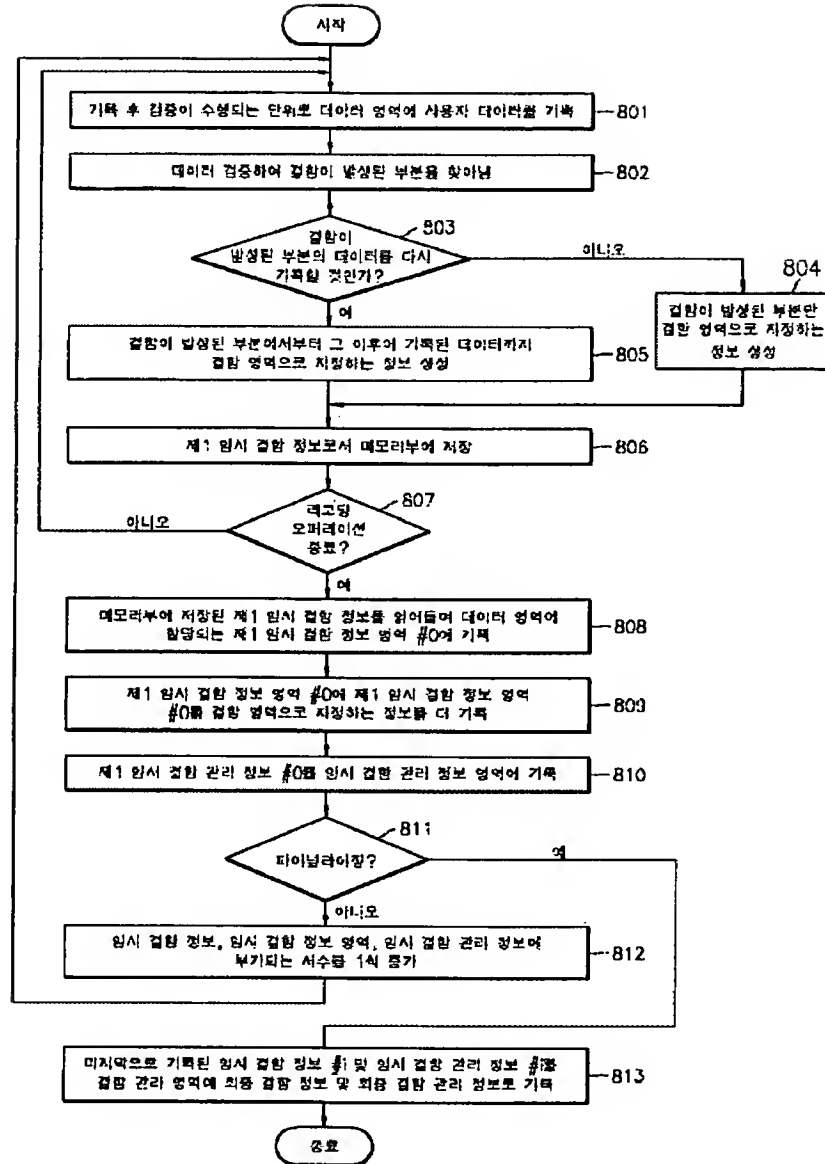 시작
기록 후 검증이 수행되는 단위로 데이터 영역에 사용자 데이터를 기록
801
데이터 검증하여 결함이 발생된 부분을 찾아냄
802
803
결함이
발생된 부분의 데이터를 다시
기록할 것인가?
아니오
예
804
결함이 발생된 부분만
결함 영역으로 지정하는
정보 생성
결함이 발생된 부분에서부터 그 이후에 기록된 데이터까지
결함 영역으로 지정하는 정보 생성
805
제1 임시 결함 정보로서 메모리부에 저장
806
807
레코딩
오퍼레이션
종료?
아니오
예
메모리부에 저장된 제1 임시 결함 정보를 읽어들여 데이터 영역에
할당되는 제1 임시 결함 정보 영역 #0에 기록
808
제1 임시 결함 정보 영역 #0에 제1 임시 결함 정보 영역
#0를 결함 영역으로 지정하는 정보를 더 기록
809
제1 임시 결함 관리 정보 #0를 임시 결함 관리 정보 영역에 기록
810
811
파이널라이징?
예
아니오
임시 결함 정보, 임시 결함 정보 영역, 임시 결함 관리 정보에
부가되는 서수를 1씩 증가
812
마지막으로 기록된 임시 결함 정보 #i 및 임시 결함 관리 정보 #i를
결함 관리 영역에 최종 결함 정보 및 최종 결함 관리 정보로 기록
813
종료